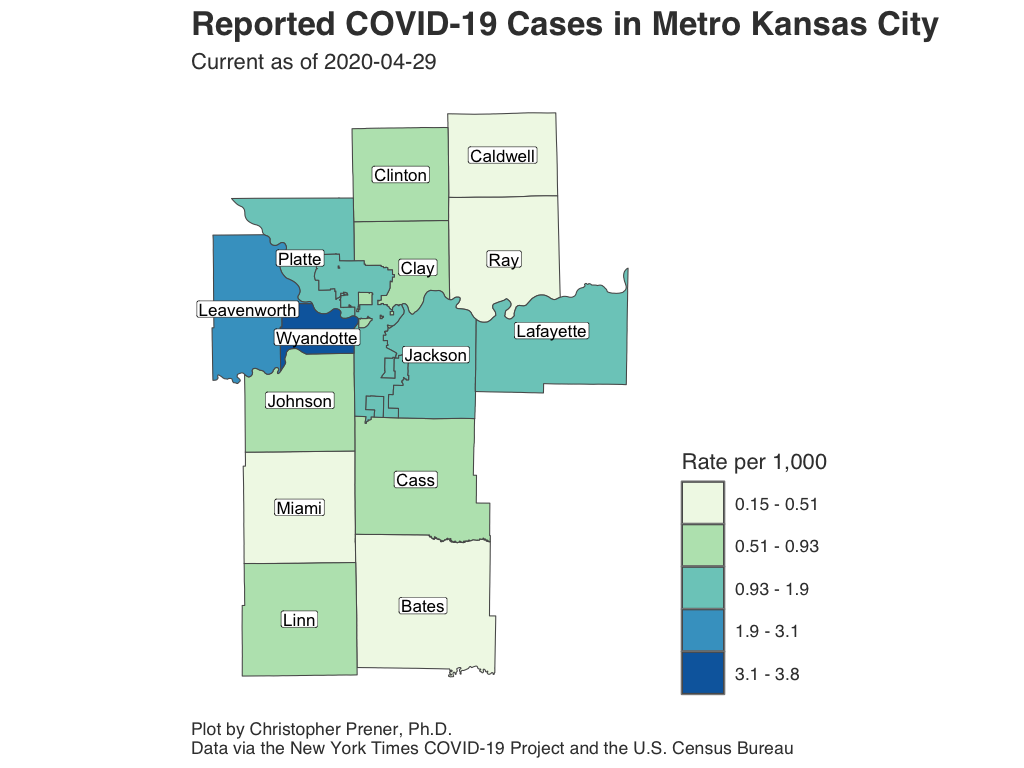 Reported COVID-19 Cases in Metro Kansas City
Current as of 2020-04-29
Caldwell
Clinton
Platte
Clay
Ray
Leavenworth
Lafayette
Wyandotte
Jackson
Johnson
Cass
Miami
Bates
Linn
Rate per 1,000
0.15 - 0.51
0.51 - 0.93
0.93 - 1.9
1.9 - 3.1
3.1 - 3.8
Plot by Christopher Prener, Ph.D.
Data via the New York Times COVID-19 Project and the U.S. Census Bureau